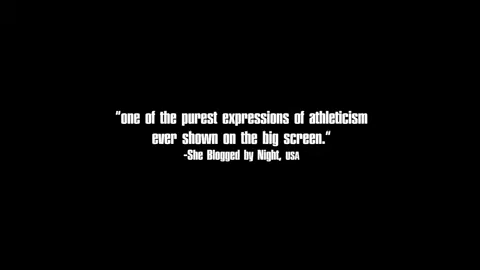 "one of the purest expressions of athleticism
ever shown on the big screen."
-She Blogged by Night, USA